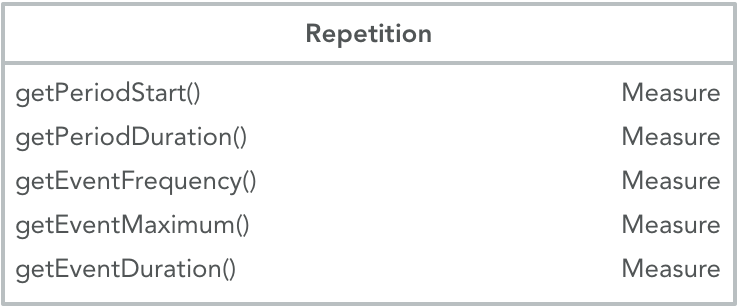 Repetition
getPeriodStart() Measure
getPeriodDuration() Measure
getEventFrequency() Measure
getEventMaximum() Measure
getEventDuration() Measure